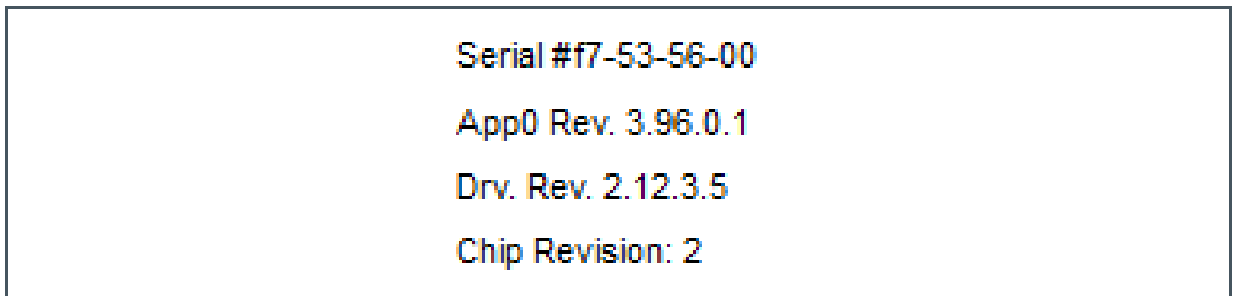 Serial #f7-53-56-00
App0 Rev. 3.96.0.1
Drv. Rev. 2.12.3.5
Chip Revision: 2